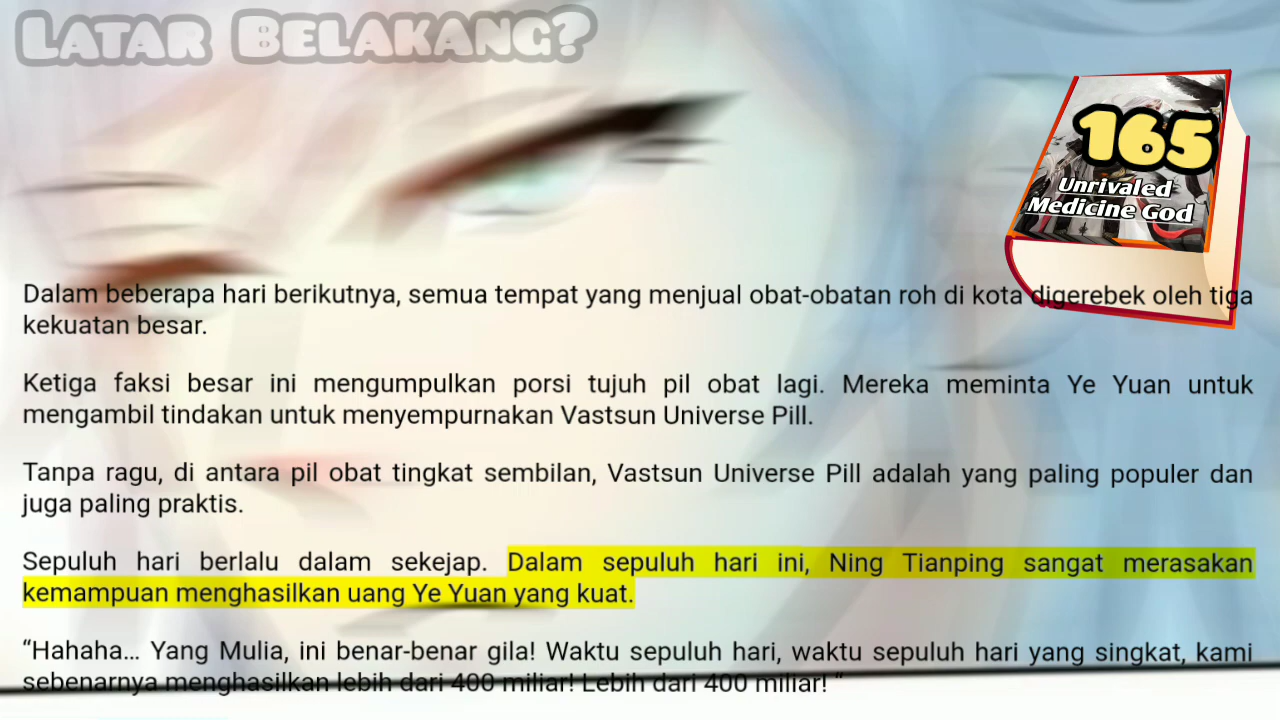 LATAR BELAKANG?
165
Unrivaled
Medicine God
Dalam beberapa hari berikutnya, semua tempat yang menjual obat-obatan roh di kota digerebek oleh tiga
kekuatan besar.
Ketiga faksi besar ini mengumpulkan porsi tujuh pil obat lagi. Mereka meminta Ye Yuan untuk
mengambil tindakan untuk menyempurnakan Vastsun Universe Pill.
Tanpa ragu, di antara pil obat tingkat sembilan, Vastsun Universe Pill adalah yang paling populer dan
juga paling praktis.
Sepuluh hari berlalu dalam sekejap. Dalam sepuluh hari ini, Ning Tianping sangat merasakan
kemampuan menghasilkan uang Ye Yuan yang kuat.
“Hahaha… Yang Mulia, ini benar-benar gila! Waktu sepuluh hari, waktu sepuluh hari yang singkat, kami
sebenarnya menghasilkan lebih dari 400 miliar! Lebih dari 400 miliar! “